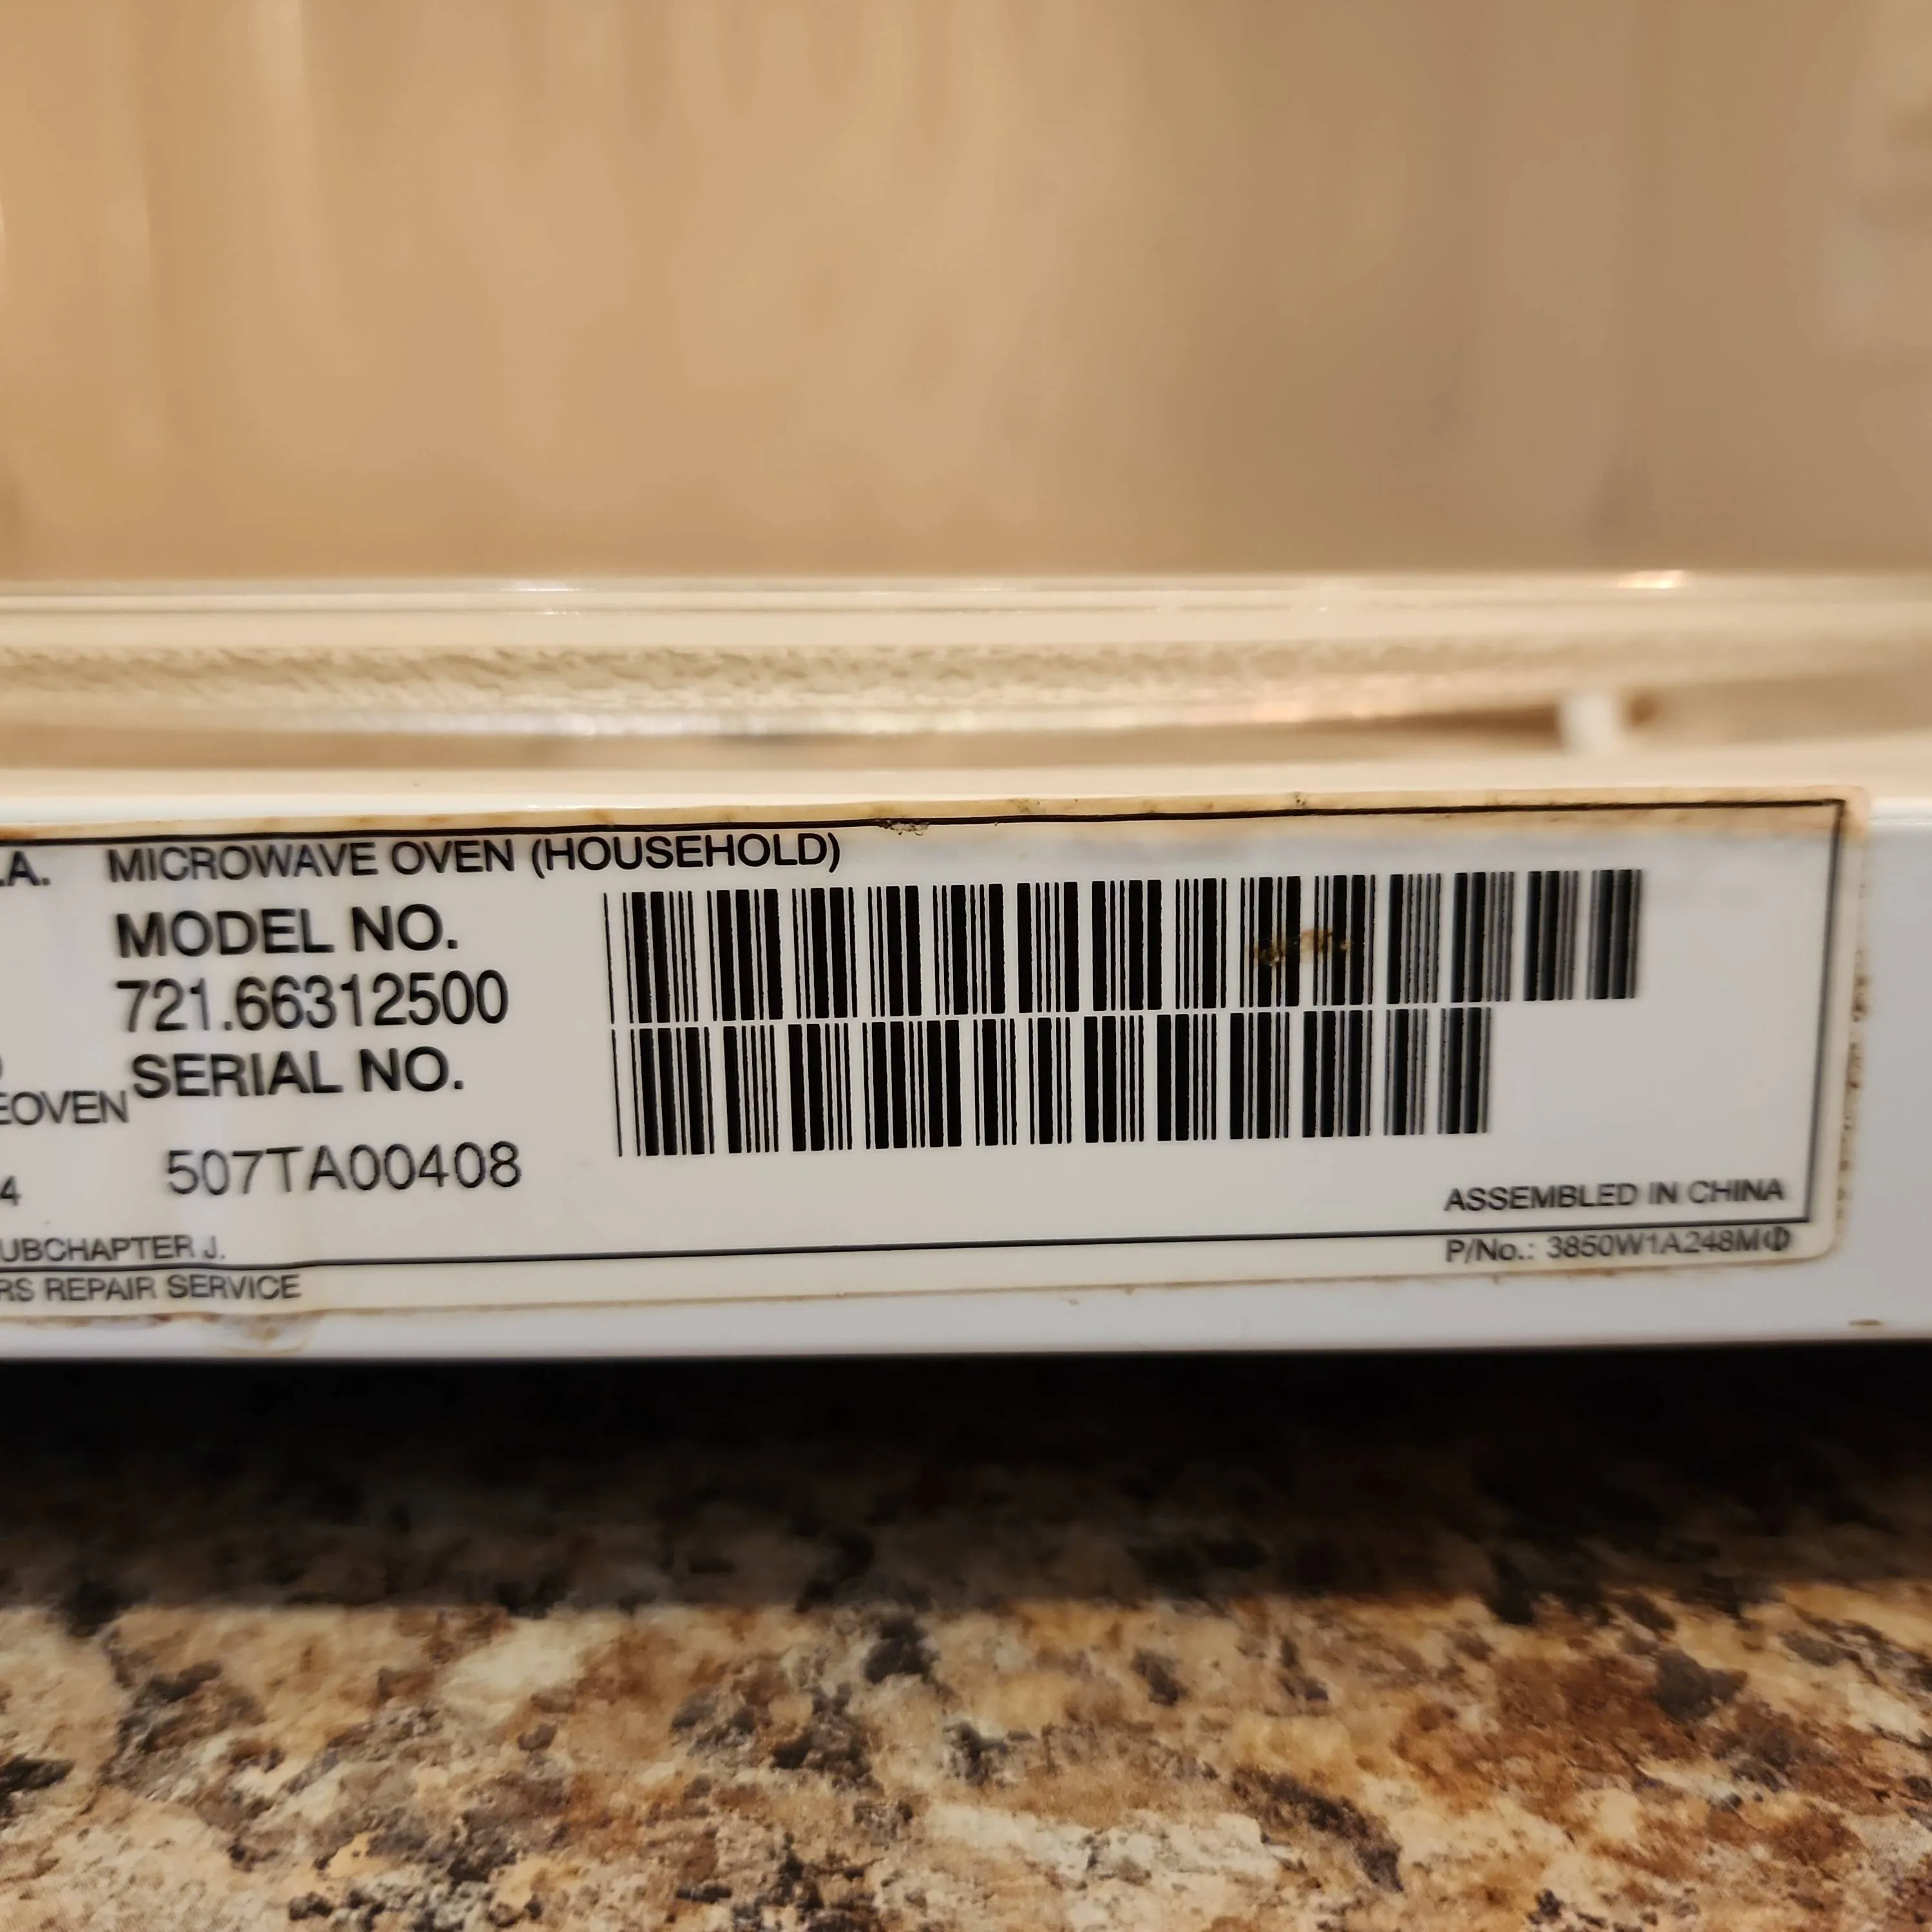 .A. MICROWAVE OVEN (HOUSEHOLD)
MODEL NO.
721.66312500
SERIAL NO.
EOVEN
507TA00408
4
ASSEMBLED IN CHINA
UBCHAPTER J.
P/No.: 3850W1A248M
RS REPAIR SERVICE